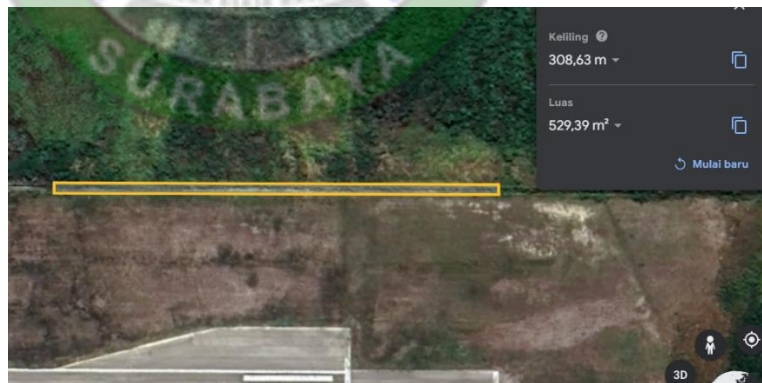 SURABAYA
Keliling
308,63 m
Luas
529,39 m²
Mulai baru
3D